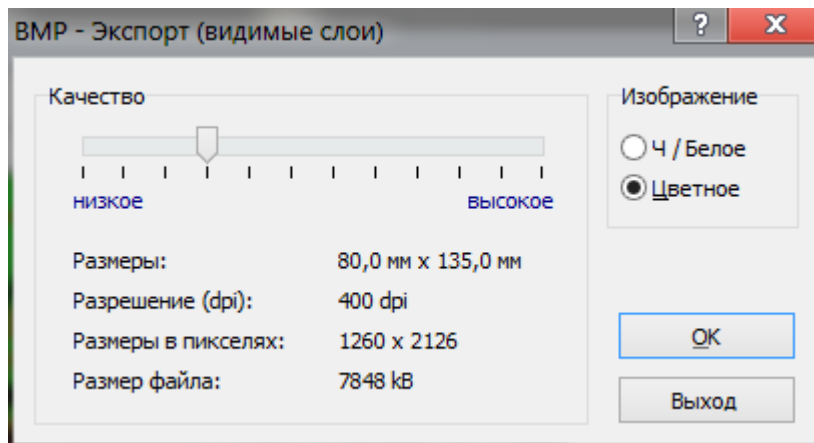 BMP - Экспорт (видимые слои)
? X
Качество
низкое высокое
Размеры: 80,0 мм x 135,0 мм
Разрешение (dpi): 400 dpi
Размеры в пикселях: 1260 x 2126
Размер файла: 7848 kB
Изображение
Ч / Белое
Цветное
OK
Выход